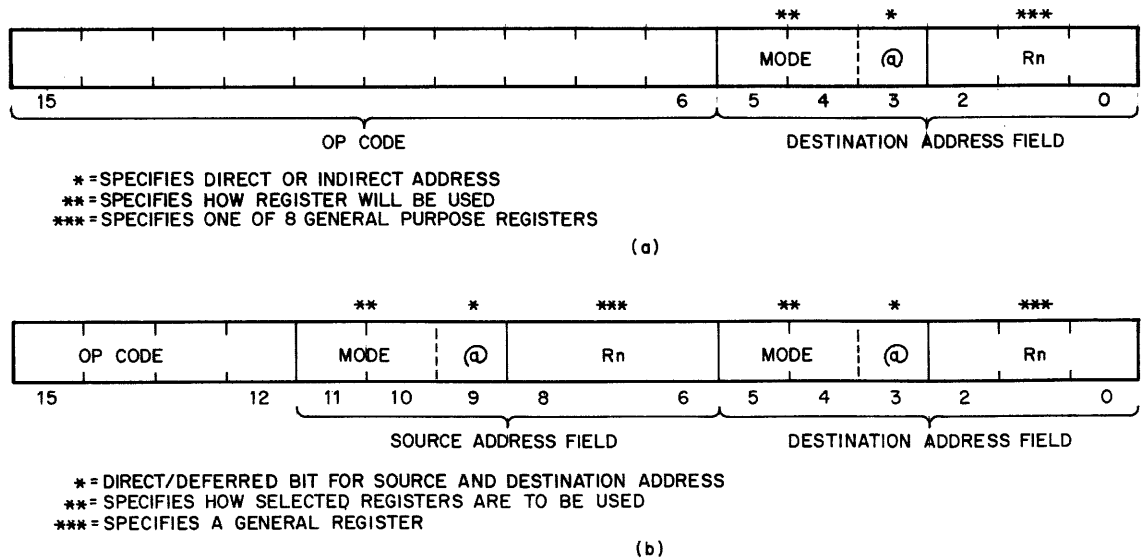 ** * ***
MODE @ Rn
15 6 5 4 3 2 0
OP CODE DESTINATION ADDRESS FIELD
*=SPECIFIES DIRECT OR INDIRECT ADDRESS
**=SPECIFIES HOW REGISTER WILL BE USED
***=SPECIFIES ONE OF 8 GENERAL PURPOSE REGISTERS
(a)
** * *** ** * ***
OP CODE MODE @ Rn MODE @ Rn
15 12 11 10 9 8 6 5 4 3 2 0
SOURCE ADDRESS FIELD DESTINATION ADDRESS FIELD
*=DIRECT/DEFERRED BIT FOR SOURCE AND DESTINATION ADDRESS
**=SPECIFIES HOW SELECTED REGISTERS ARE TO BE USED
***=SPECIFIES A GENERAL REGISTER
(b)